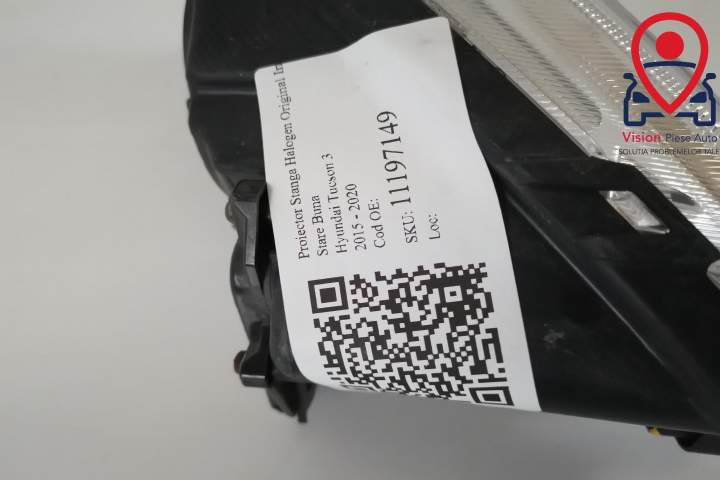 Proiector Stanga Halogen Original In
Stare Buna
Hyundai Tucson 3
2015 - 2020
Cod OE:
SKU: 11197149
Loc:
Vision Piese Auto
SOLUTIA PROBLEMELOR TALE